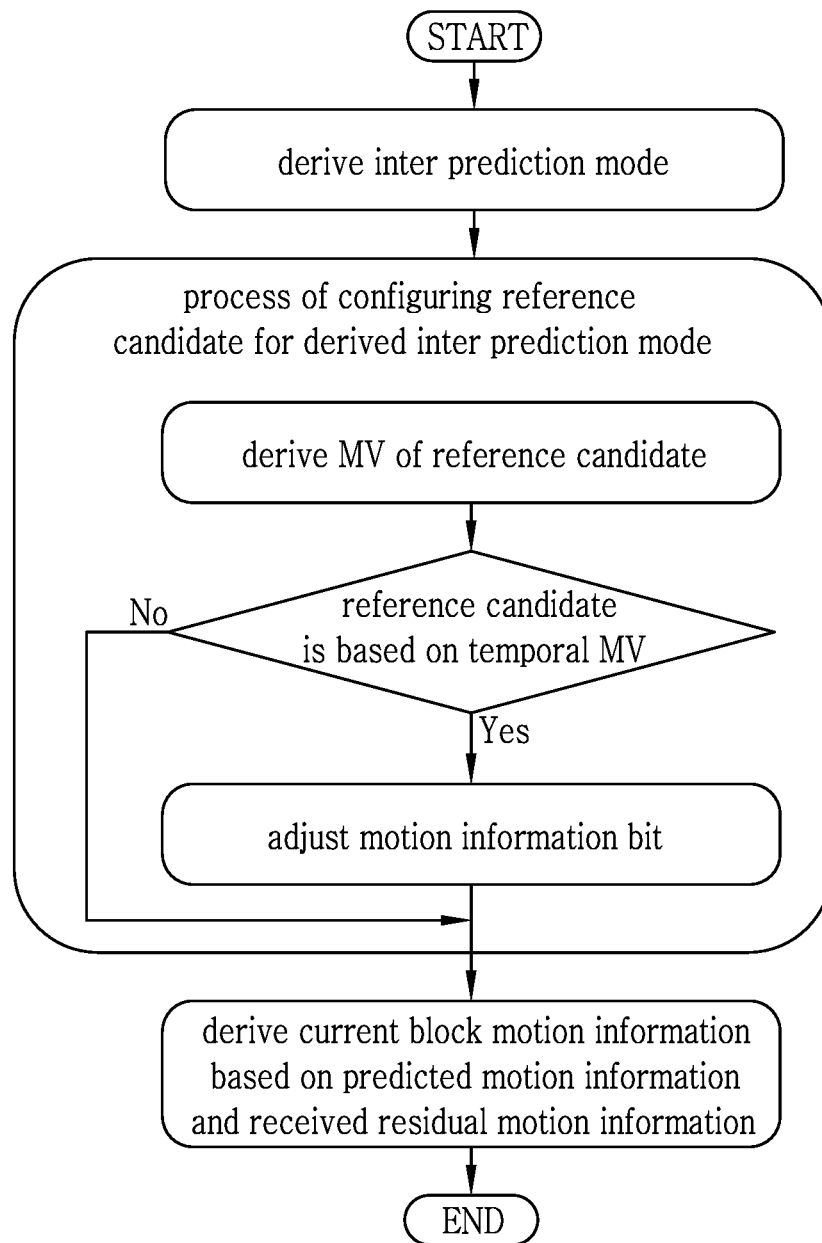 START
derive inter prediction mode
process of configuring reference
candidate for derived inter prediction mode
derive MV of reference candidate
No
reference candidate
is based on temporal MV
Yes
adjust motion information bit
derive current block motion information
based on predicted motion information
and received residual motion information
END